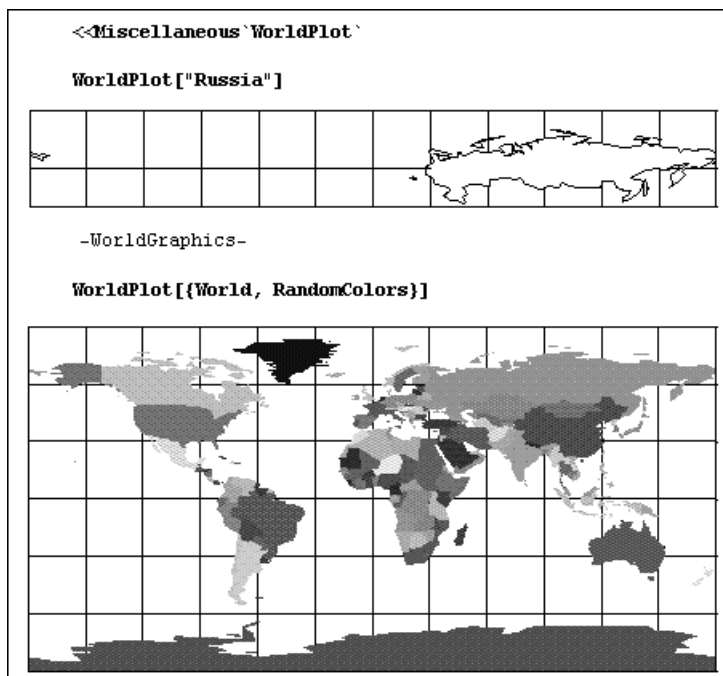 <<Miscellaneous`WorldPlot`
WorldPlot["Russia"]
-WorldGraphics-
WorldPlot[{World, RandomColors}]